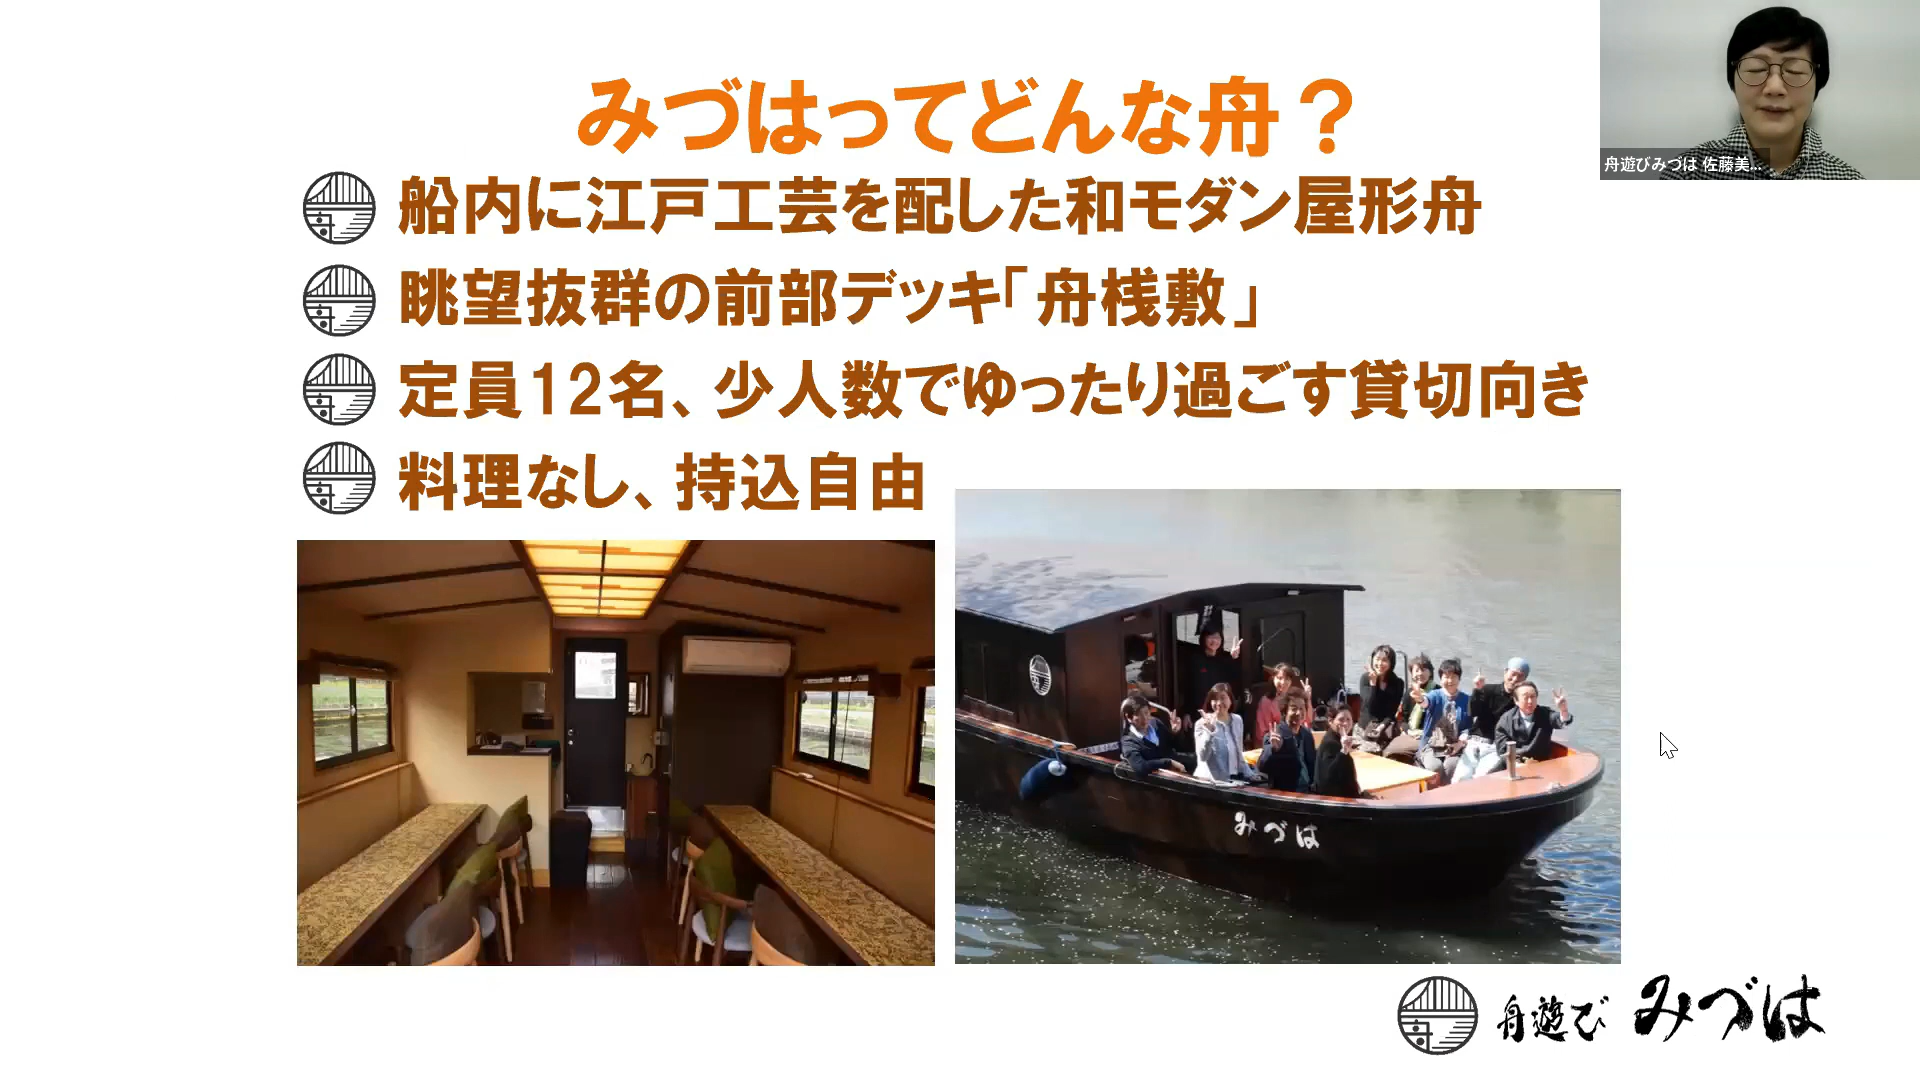 みづはってどんな舟？
舟遊びみづは 佐藤美...
船内に江戸工芸を配した和モダン屋形舟
眺望抜群の前部デッキ「舟桟敷」
定員12名、少人数でゆったり過ごす貸切向き
料理なし、持込自由
みづは
舟遊び みづは